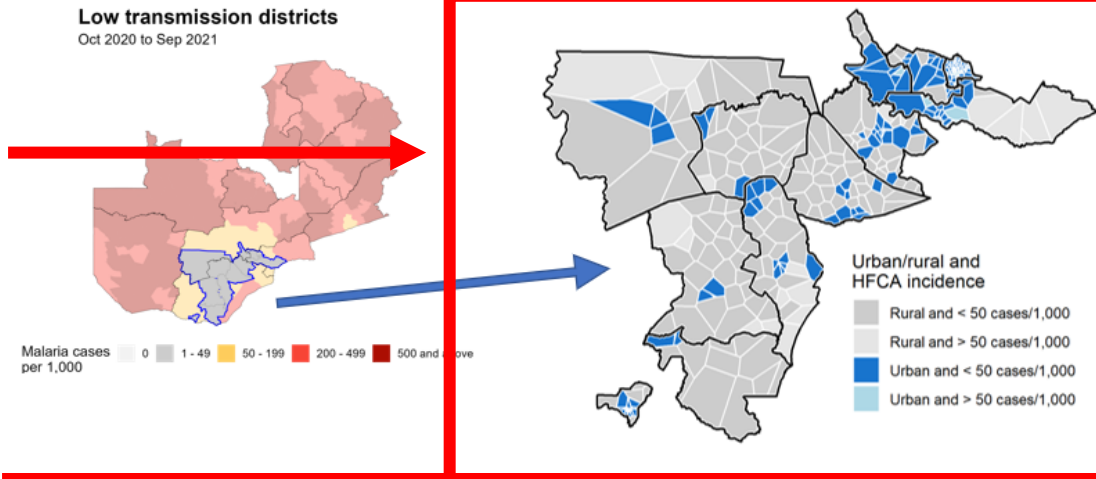 Low transmission districts
Oct 2020 to Sep 2021
Malaria cases
per 1,000
0
1 - 49
50 - 199
200 - 499
500 and above
Urban/rural and
HFCA incidence
Rural and < 50 cases/1,000
Rural and > 50 cases/1,000
Urban and < 50 cases/1,000
Urban and > 50 cases/1,000